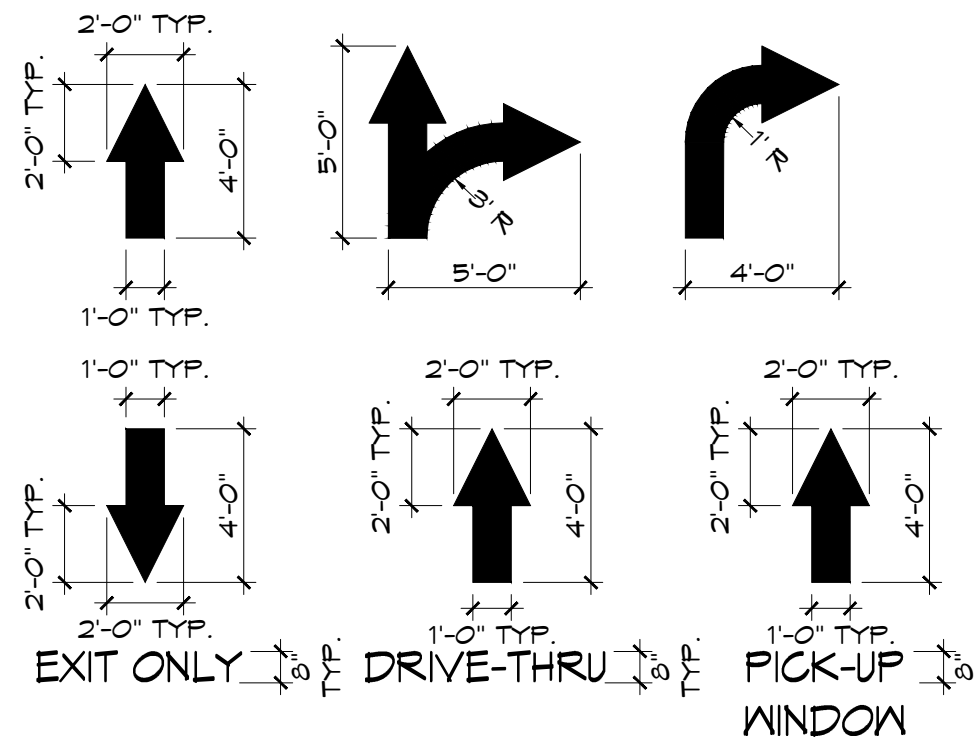 2'-0" TYP.
2'-0" TYP.
4'-0"
1'-0" TYP.
5'-0"
3' R
5'-0"
1' R
4'-0"
1'-0" TYP.
2'-0" TYP.
4'-0"
2'-0" TYP.
EXIT ONLY
8"
TYP.
2'-0" TYP.
2'-0" TYP.
4'-0"
1'-0" TYP.
DRIVE-THRU
8"
TYP.
2'-0" TYP.
2'-0" TYP.
4'-0"
1'-0" TYP.
PICK-UP
WINDOW
8"